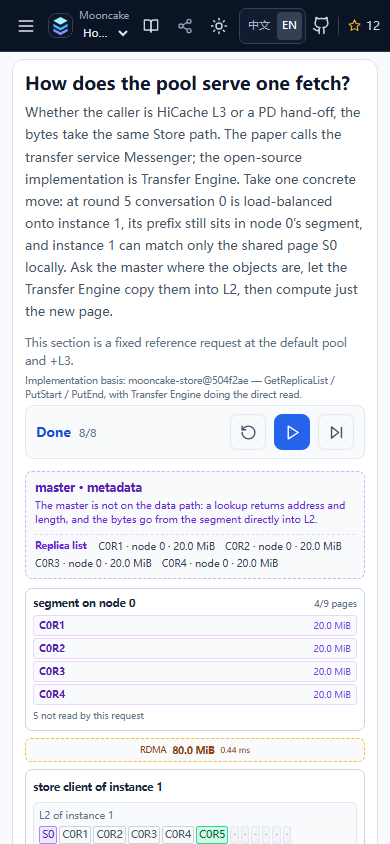 Mooncake
Ho...
中文 EN
12
How does the pool serve one fetch?
Whether the caller is HiCache L3 or a PD hand-off, the
bytes take the same Store path. The paper calls the
transfer service Messenger; the open-source
implementation is Transfer Engine. Take one concrete
move: at round 5 conversation 0 is load-balanced
onto instance 1, its prefix still sits in node 0's segment,
and instance 1 can match only the shared page S0
locally. Ask the master where the objects are, let the
Transfer Engine copy them into L2, then compute just
the new page.
This section is a fixed reference request at the default pool
and +L3.
Implementation basis: mooncake-store@504f2ae — GetReplicaList /
PutStart / PutEnd, with Transfer Engine doing the direct read.
Done 8/8
master • metadata
The master is not on the data path: a lookup returns address and
length, and the bytes go from the segment directly into L2.
Replica list C0R1 · node 0 · 20.0 MiB C0R2 · node 0 · 20.0 MiB
C0R3 · node 0 · 20.0 MiB C0R4 · node 0 · 20.0 MiB
segment on node 0 4/9 pages
C0R1 20.0 MiB
C0R2 20.0 MiB
C0R3 20.0 MiB
C0R4 20.0 MiB
5 not read by this request
RDMA 80.0 MiB 0.44 ms
store client of instance 1
L2 of instance 1
S0 C0R1 C0R2 C0R3 C0R4 C0R5 · · · · · ·